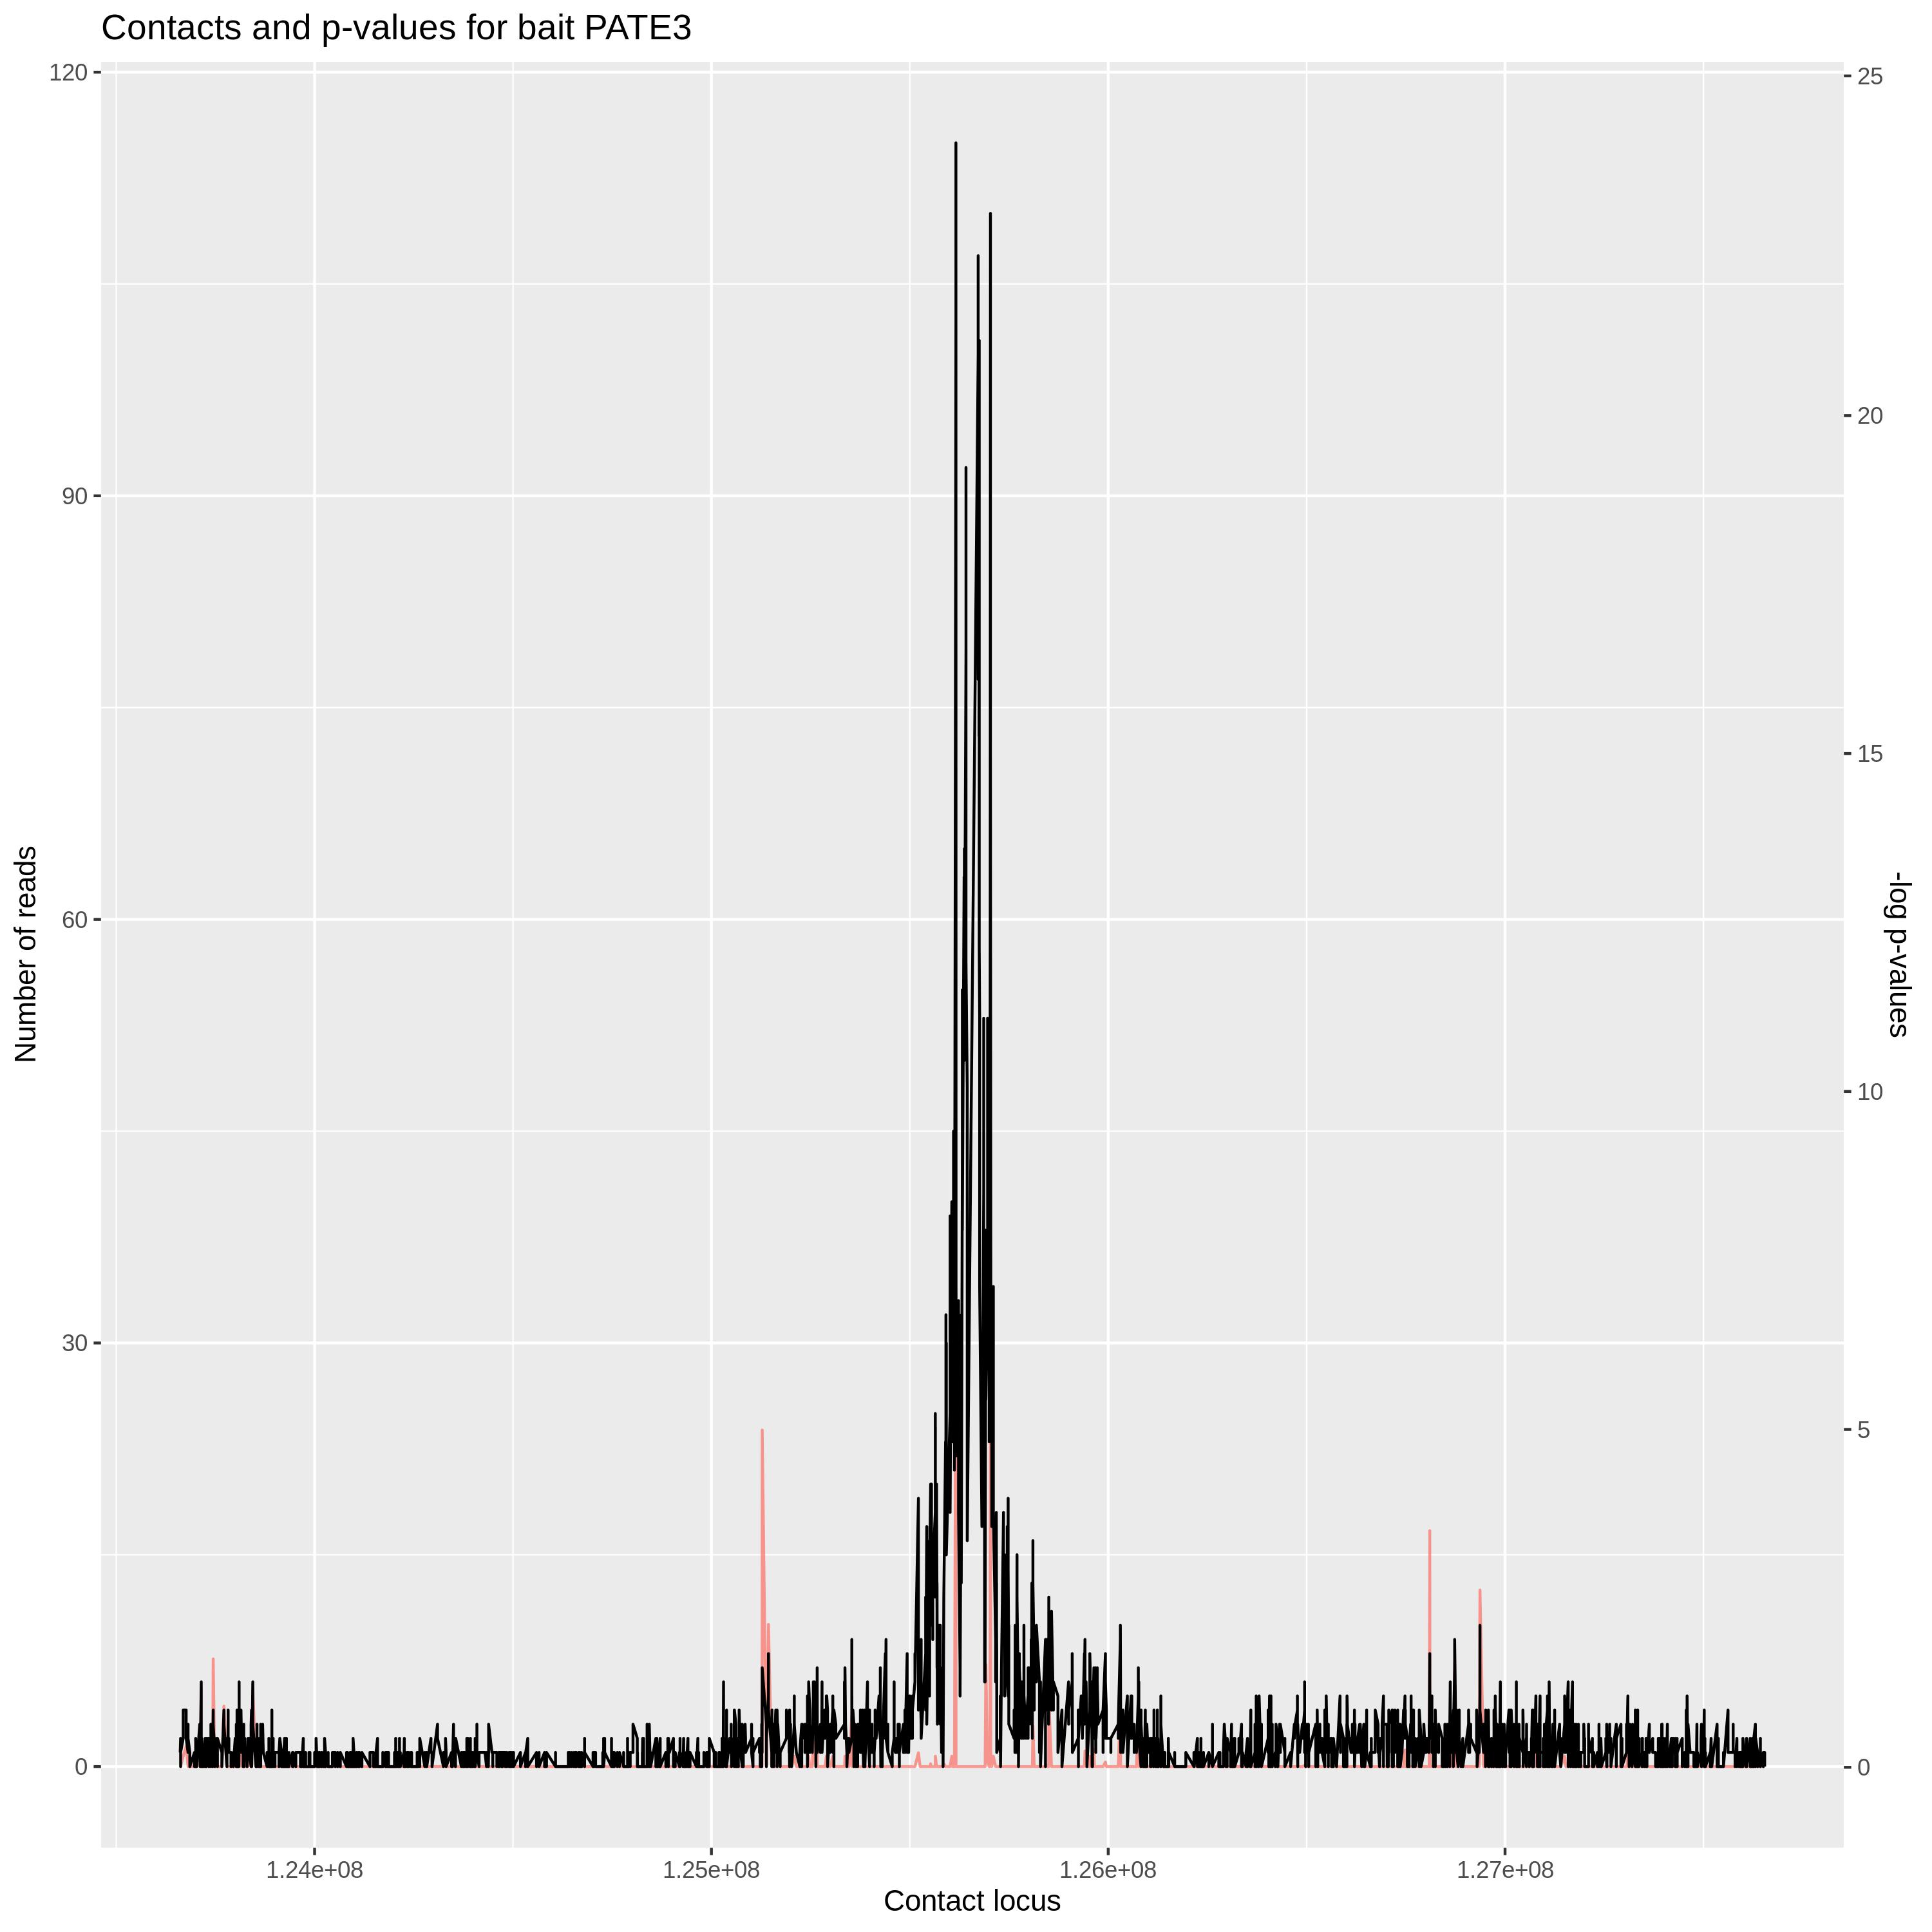 Contacts and p-values for bait PATE3
120
90
60
30
0
Number of reads
25
20
15
10
5
0
-log p-values
1.24e+08
1.25e+08
1.26e+08
1.27e+08
Contact locus